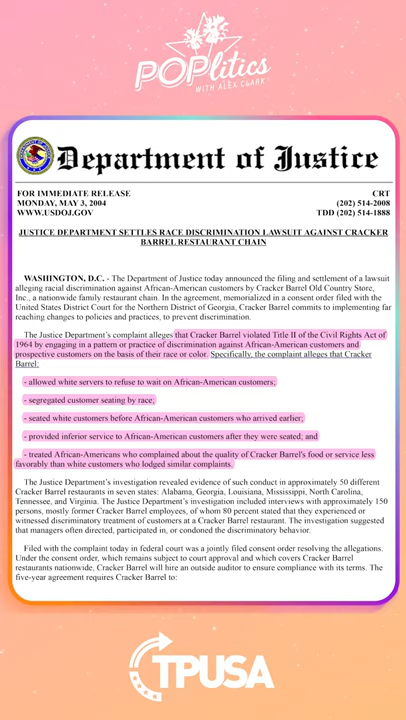 POPlitics
WITH ALEX CLARK
Department of Justice
FOR IMMEDIATE RELEASE CRT
MONDAY, MAY 3, 2004 (202) 514-2008
WWW.USDOJ.GOV TDD (202) 514-1888
JUSTICE DEPARTMENT SETTLES RACE DISCRIMINATION LAWSUIT AGAINST CRACKER
BARREL RESTAURANT CHAIN
WASHINGTON, D.C. - The Department of Justice today announced the filing and settlement of a lawsuit
alleging racial discrimination against African-American customers by Cracker Barrel Old Country Store,
Inc., a nationwide family restaurant chain. In the agreement, memorialized in a consent order filed with the
United States District Court for the Northern District of Georgia, Cracker Barrel commits to implementing far
reaching changes to policies and practices, to prevent discrimination.
The Justice Department's complaint alleges that Cracker Barrel violated Title II of the Civil Rights Act of
1964 by engaging in a pattern or practice of discrimination against African-American customers and
prospective customers on the basis of their race or color. Specifically, the complaint alleges that Cracker
Barrel:
- allowed white servers to refuse to wait on African-American customers;
- segregated customer seating by race;
- seated white customers before African-American customers who arrived earlier;
- provided inferior service to African-American customers after they were seated; and
- treated African-Americans who complained about the quality of Cracker Barrel's food or service less
favorably than white customers who lodged similar complaints.
The Justice Department's investigation revealed evidence of such conduct in approximately 50 different
Cracker Barrel restaurants in seven states: Alabama, Georgia, Louisiana, Mississippi, North Carolina,
Tennessee, and Virginia. The Justice Department's investigation included interviews with approximately 150
persons, mostly former Cracker Barrel employees, of whom 80 percent stated that they experienced or
witnessed discriminatory treatment of customers at a Cracker Barrel restaurant. The investigation suggested
that managers often directed, participated in, or condoned the discriminatory behavior.
Filed with the complaint today in federal court was a jointly filed consent order resolving the allegations.
Under the consent order, which remains subject to court approval and which covers Cracker Barrel
restaurants nationwide, Cracker Barrel will hire an outside auditor to ensure compliance with its terms. The
five-year agreement requires Cracker Barrel to:
TPUSA